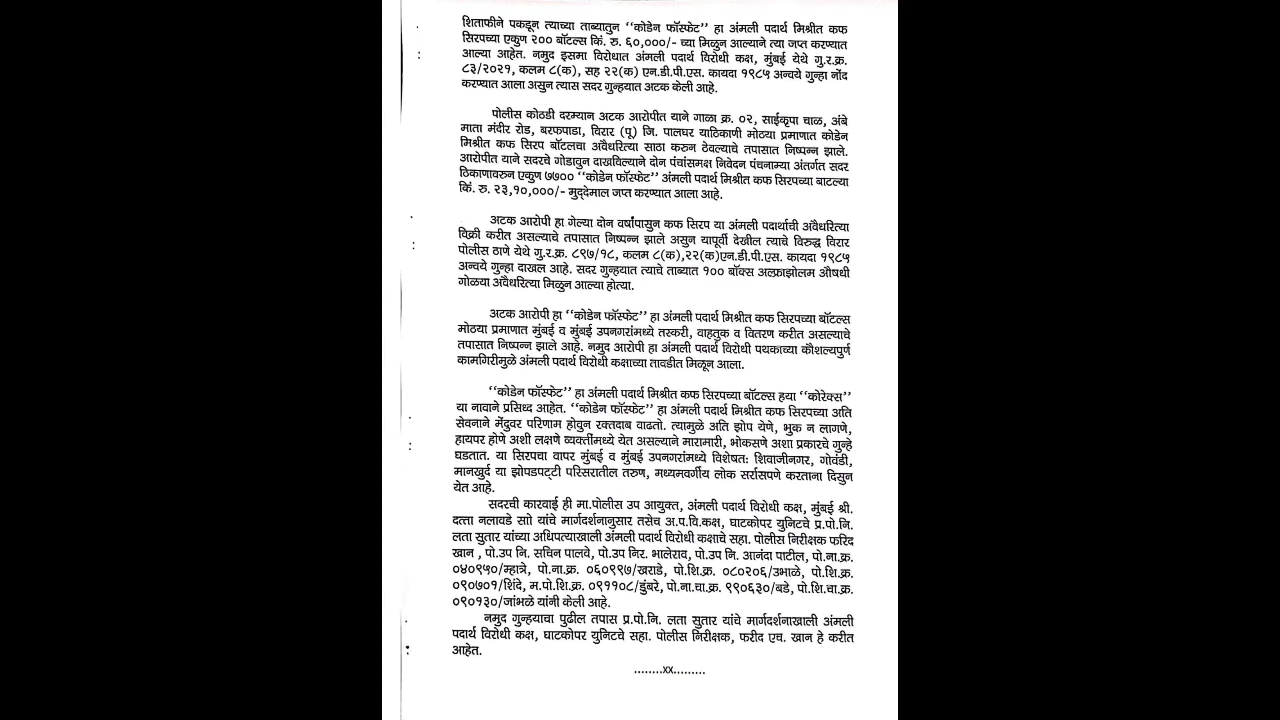 शिताफीने पकडून त्याच्या ताब्यातुन ‘‘कोडेन फॉस्फेट’’ हा अंमली पदार्थ मिश्रीत कफ
सिरपच्या एकुण २०० बॉटल्स किं. रु. ६०,०००/- च्या मिळुन आल्याने त्या जप्त करण्यात
आल्या आहेत. नमुद इसमा विरोधात अंमली पदार्थ विरोधी कक्ष, मुंबई येथे गु.र.क्र.
८३/२०२१, कलम ८(क), सह २२(क) एन.डी.पी.एस. कायदा १९८५ अन्वये गुन्हा नोंद
करण्यात आला असुन त्यास सदर गुन्हयात अटक केली आहे.
पोलीस कोठडी दरम्यान अटक आरोपीत याने गाळा क्र. ०२, साईकृपा चाळ, अंबे
माता मंदीर रोड, बरफपाडा, विरार (पू) जि. पालघर याठिकाणी मोठया प्रमाणात कोडेन
मिश्रीत कफ सिरप बॉटलचा अवैधरित्या साठा करुन ठेवल्याचे तपासात निष्पन्न झाले.
आरोपीत याने सदरचे गोडावुन दाखविल्याने दोन पंचांसमक्ष निवेदन पंचनाम्या अंतर्गत सदर
ठिकाणावरुन एकुण ७७०० ‘‘कोडेन फॉस्फेट’’ अंमली पदार्थ मिश्रीत कफ सिरपच्या बाटल्या
किं. रु. २३,१०,०००/- मुद्देमाल जप्त करण्यात आला आहे.
अटक आरोपी हा गेल्या दोन वर्षांपासुन कफ सिरप या अंमली पदार्थाची अवैधरित्या
विक्री करीत असल्याचे तपासात निष्पन्न झाले असुन यापूर्वी देखील त्याचे विरुद्ध विरार
पोलीस ठाणे येथे गु.र.क्र. ८९७/१८, कलम ८(क),२२(क)एन.डी.पी.एस. कायदा १९८५
अन्वये गुन्हा दाखल आहे. सदर गुन्हयात त्याचे ताब्यात १०० बॉक्स अल्फ्राझोलम औषधी
गोळया अवैधरित्या मिळुन आल्या होत्या.
अटक आरोपी हा ‘‘कोडेन फॉस्फेट’’ हा अंमली पदार्थ मिश्रीत कफ सिरपच्या बॉटल्स
मोठया प्रमाणात मुंबई व मुंबई उपनगरांमध्ये तस्करी, वाहतुक व वितरण करीत असल्याचे
तपासात निष्पन्न झाले आहे. नमुद आरोपी हा अंमली पदार्थ विरोधी पथकाच्या कौशल्यपुर्ण
कामगिरीमुळे अंमली पदार्थ विरोधी कक्षाच्या तावडीत मिळून आला.
‘‘कोडेन फॉस्फेट’’ हा अंमली पदार्थ मिश्रीत कफ सिरपच्या बॉटल्स हया ‘‘कोरेक्स’’
या नावाने प्रसिध्द आहेत. ‘‘कोडेन फॉस्फेट’’ हा अंमली पदार्थ मिश्रीत कफ सिरपच्या अति
सेवनाने मेंदुवर परिणाम होवुन रक्तदाब वाढतो. त्यामुळे अति झोप येणे, भुक न लागणे,
हायपर होणे अशी लक्षणे व्यक्तींमध्ये येत असल्याने मारामारी, भोकसणे अशा प्रकारचे गुन्हे
घडतात. या सिरपचा वापर मुंबई व मुंबई उपनगरांमध्ये विशेषतः शिवाजीनगर, गोवंडी,
मानखुर्द या झोपडपट्टी परिसरातील तरुण, मध्यमवर्गीय लोक सर्रासपणे करताना दिसुन
येत आहे.
सदरची कारवाई ही मा.पोलीस उप आयुक्त, अंमली पदार्थ विरोधी कक्ष, मुंबई श्री.
दत्ता नलावडे साो यांचे मार्गदर्शनानुसार तसेच अ.प.वि.कक्ष, घाटकोपर युनिटचे प्र.पो.नि.
लता सुतार यांच्या अधिपत्याखाली अंमली पदार्थ विरोधी कक्षाचे सहा. पोलीस निरीक्षक फरिद
खान , पो.उप नि. सचिन पालवे, पो.उप निर. भालेराव, पो.उप नि. आनंदा पाटील, पो.ना.क्र.
०४०९५०/म्हात्रे, पो.ना.क्र. ०६०९९७/खराडे, पो.शि.क्र. ०८०२०६/उभाळे, पो.शि.क्र.
०९०७०१/शिंदे, म.पो.शि.क्र. ०९११०८/डुंबरे, पो.ना.चा.क्र. ९९०६३०/बडे, पो.शि.चा.क्र.
०९०१३०/जांभळे यांनी केली आहे.
नमुद गुन्हयाचा पुढील तपास प्र.पो.नि. लता सुतार यांचे मार्गदर्शनाखाली अंमली
पदार्थ विरोधी कक्ष, घाटकोपर युनिटचे सहा. पोलीस निरीक्षक, फरीद एच. खान हे करीत
आहेत.
........xx.........